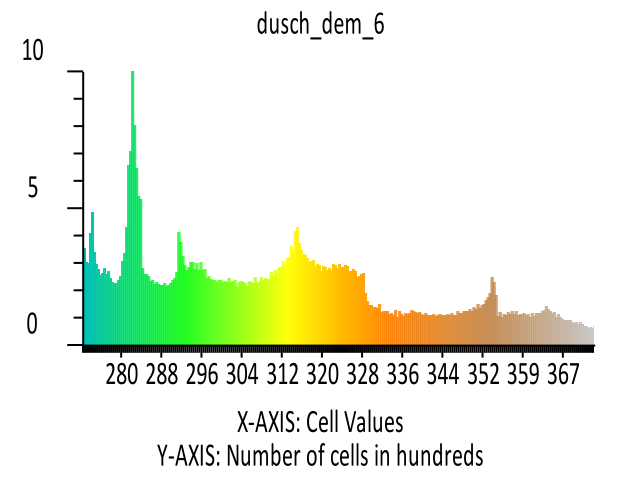 dusch_dem_6
10
5
0
280 288 296 304 312 320 328 336 344 352 359 367
X-AXIS: Cell Values
Y-AXIS: Number of cells in hundreds